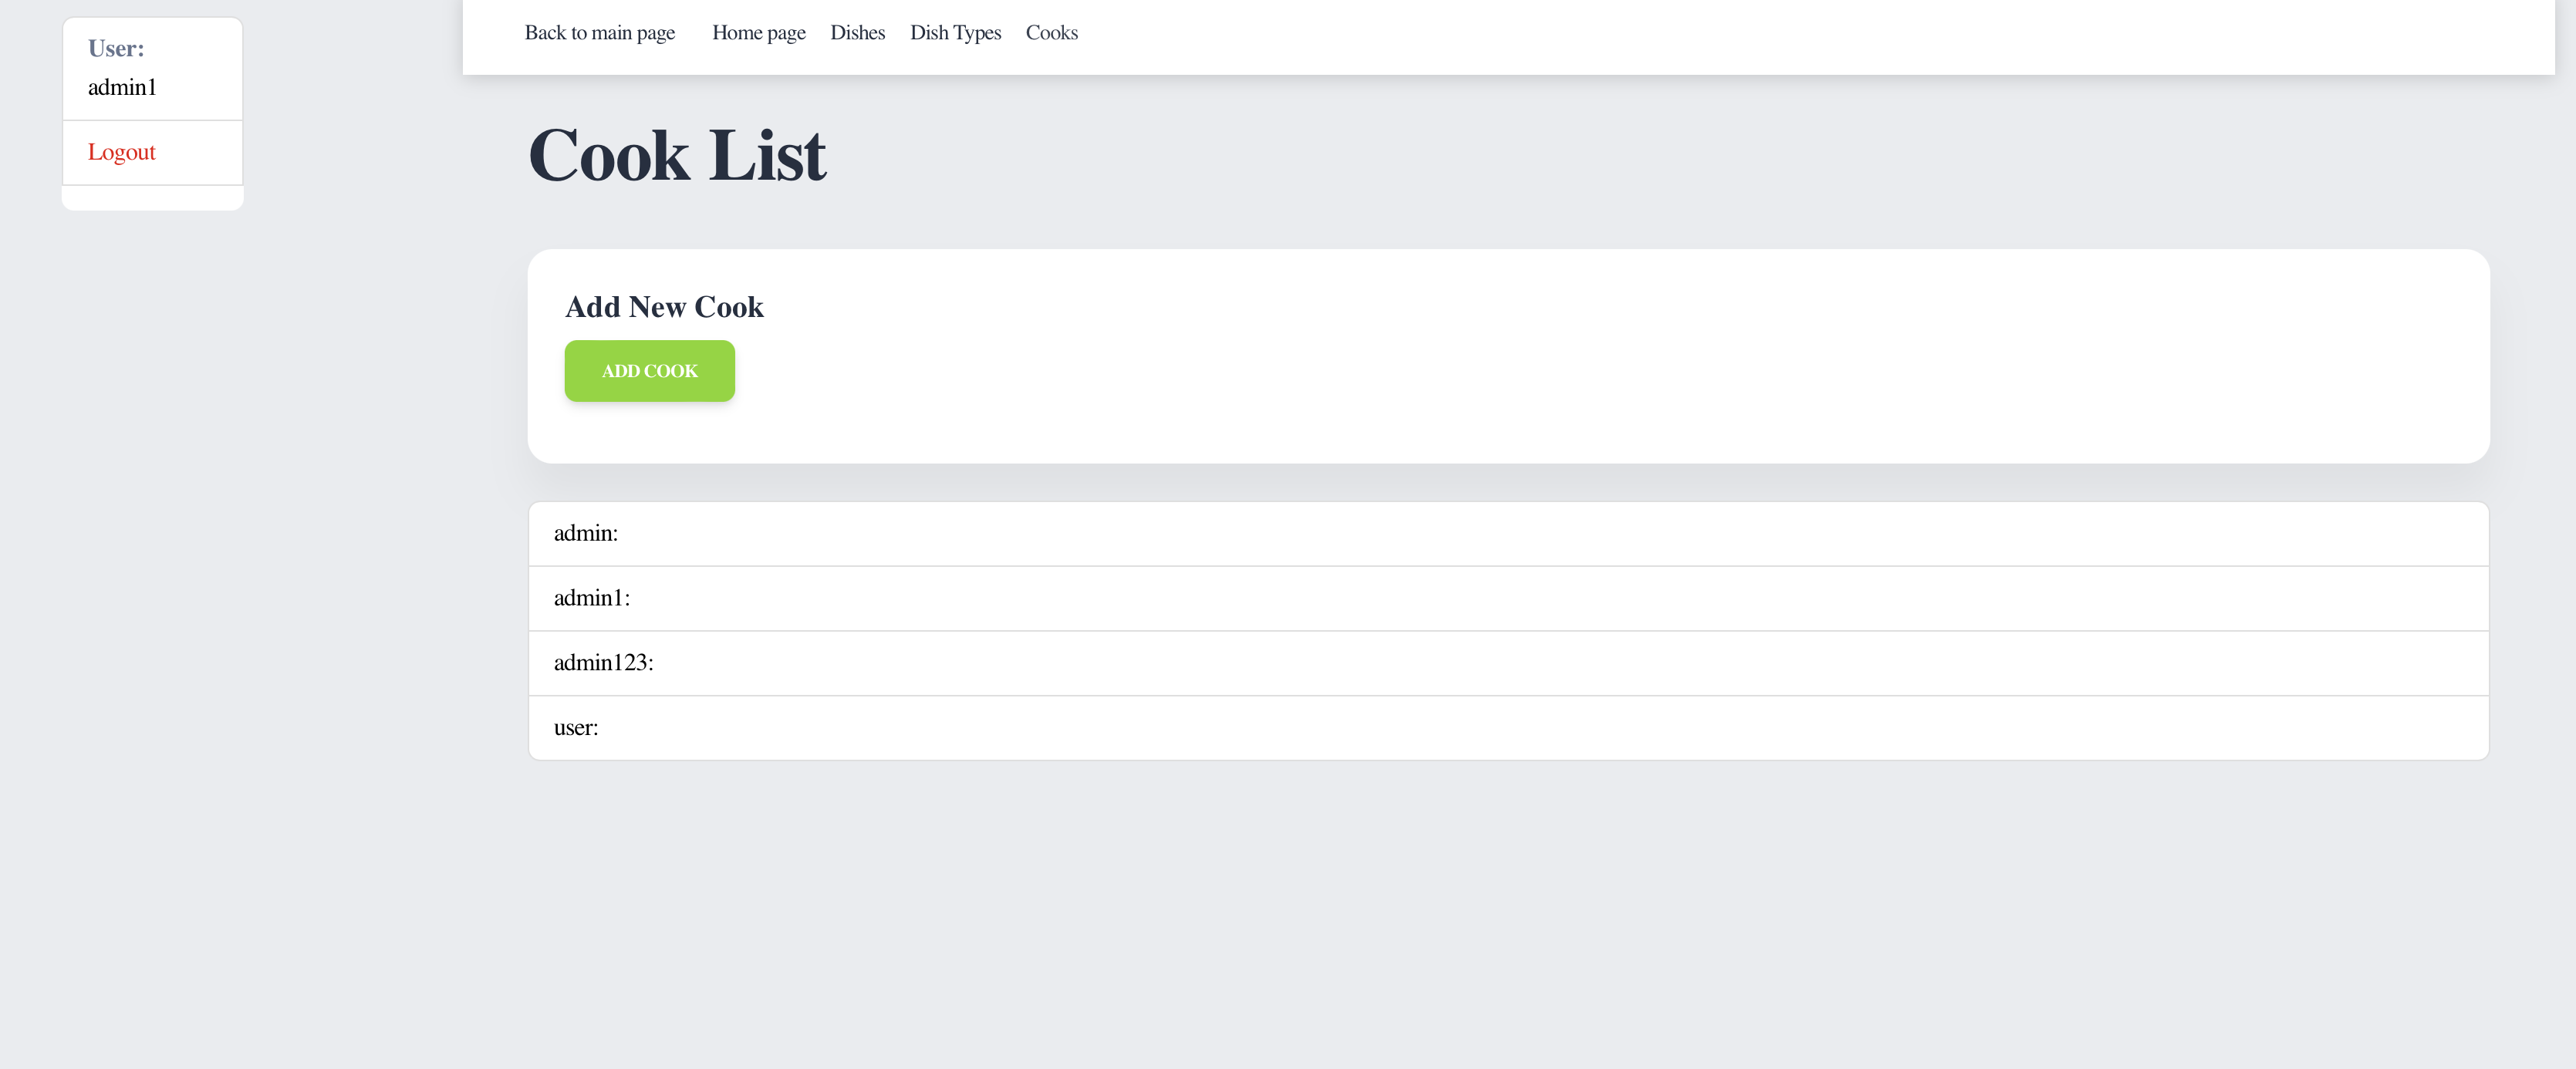 User:
admin1
Logout
Back to main page Home page Dishes Dish Types Cooks
Cook List
Add New Cook
ADD COOK
admin:
admin1:
admin123:
user: